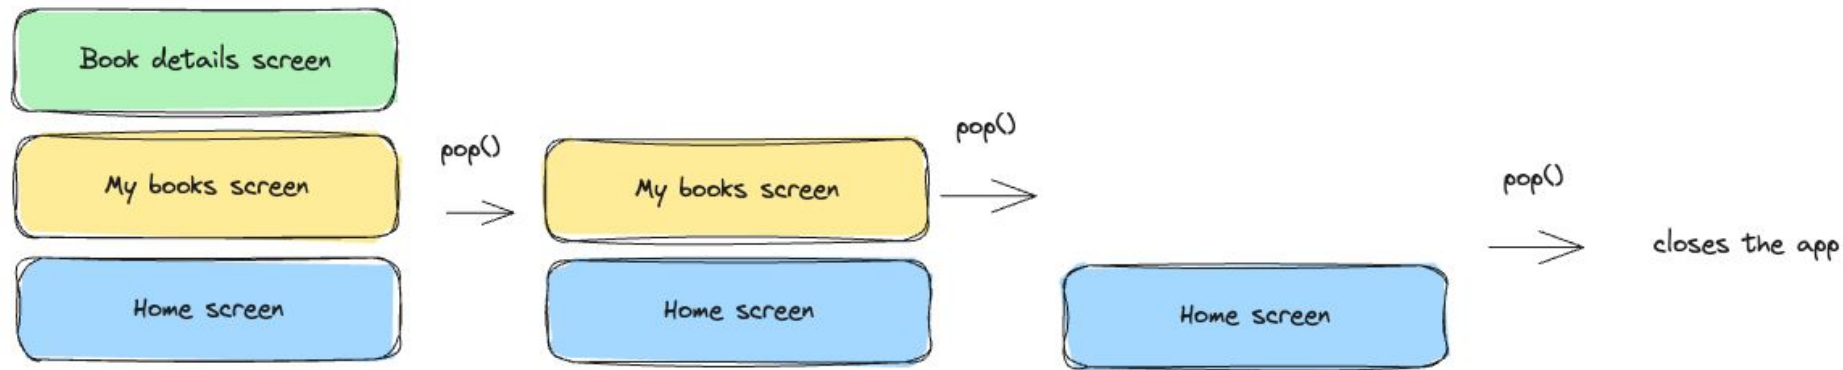 Book details screen
My books screen
Home screen
pop()
My books screen
Home screen
pop()
Home screen
pop()
closes the app